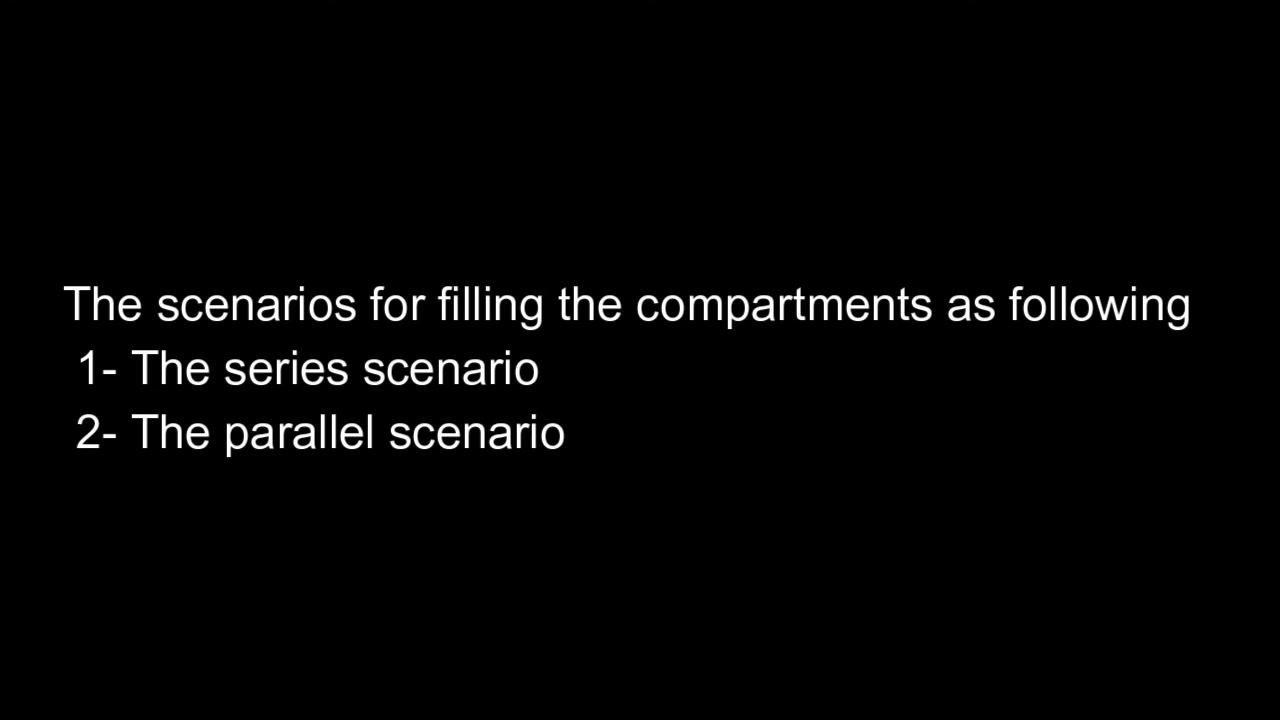 The scenarios for filling the compartments as following
1- The series scenario
2- The parallel scenario